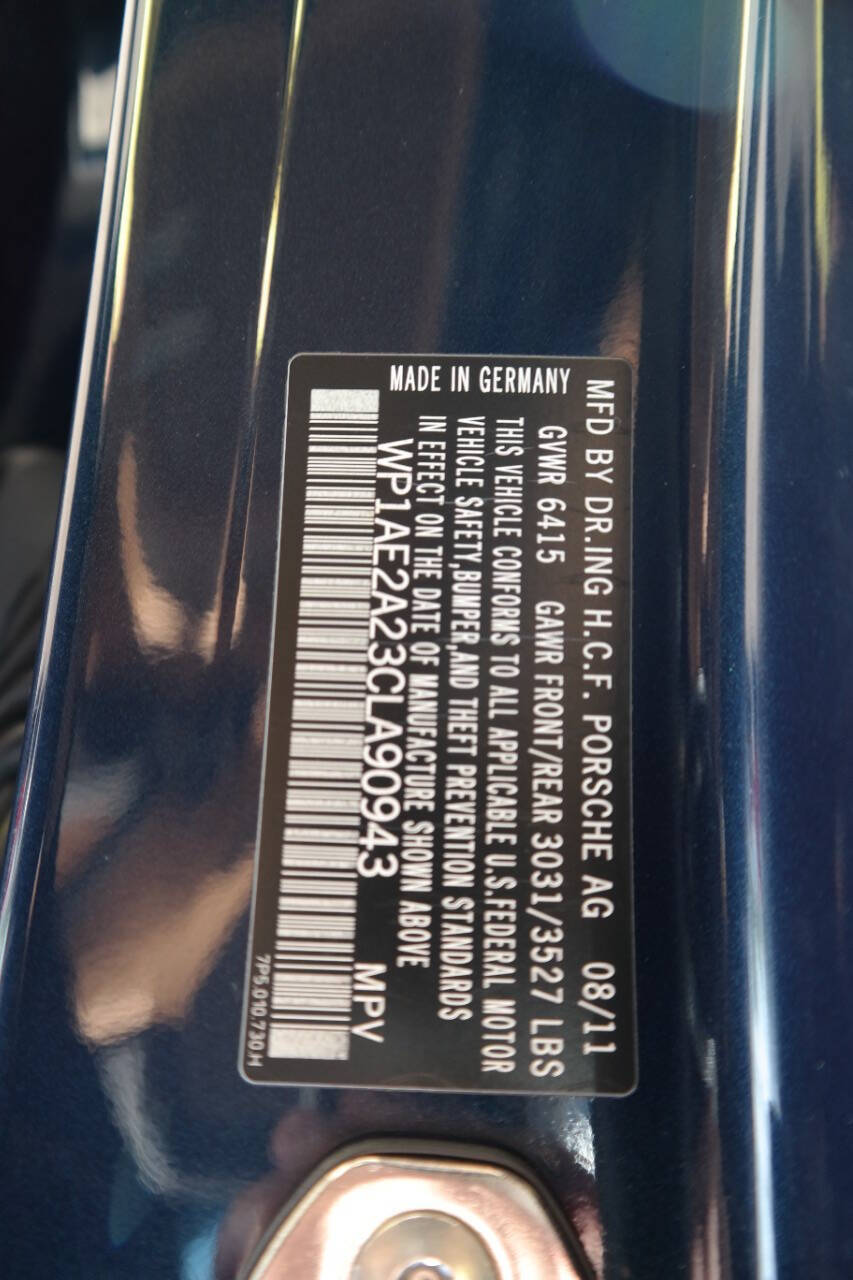 MFD BY DR.ING H.C.F. PORSCHE AG 08/11
GVWR 6415 GAWR FRONT/REAR 3031/3527 LBS
THIS VEHICLE CONFORMS TO ALL APPLICABLE U.S.FEDERAL MOTOR
VEHICLE SAFETY,BUMPER,AND THEFT PREVENTION STANDARDS
IN EFFECT ON THE DATE OF MANUFACTURE SHOWN ABOVE
WP1AE2A23CLA90943 MPV
7P5.010.730.H
MADE IN GERMANY